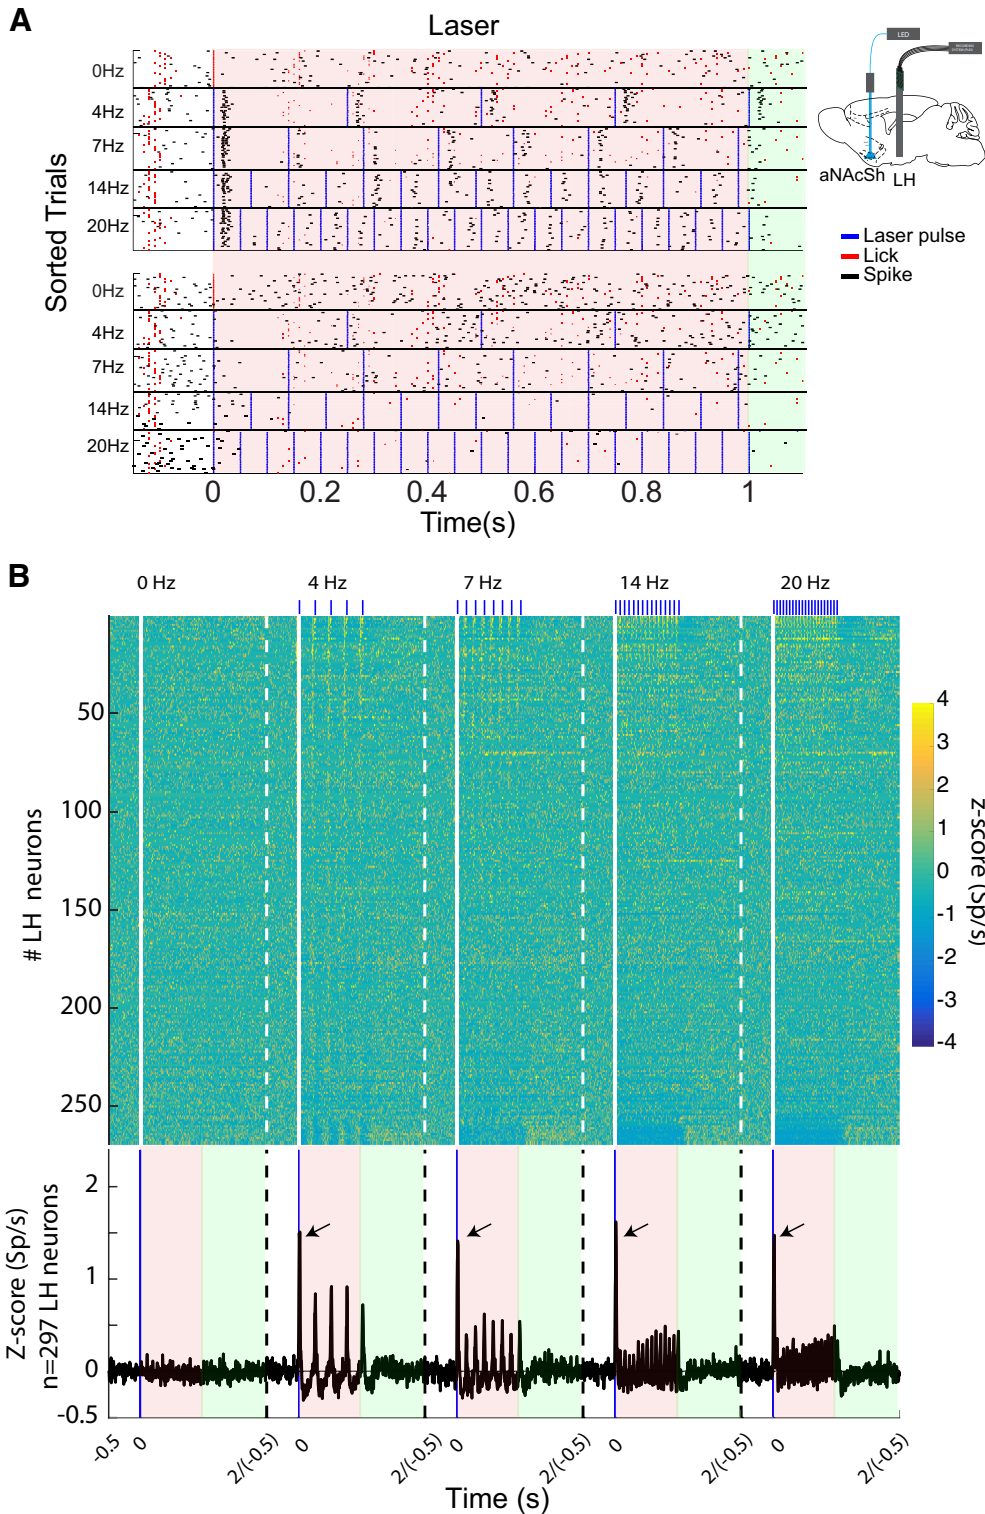 A
Laser
0Hz
4Hz
7Hz
14Hz
20Hz
Sorted Trials
0Hz
4Hz
7Hz
14Hz
20Hz
0 0.2 0.4 0.6 0.8 1
Time(s)
LED
aNAcSh LH
Laser pulse
Lick
Spike
B
0 Hz 4 Hz 7 Hz 14 Hz 20 Hz
50
100
150
200
250
# LH neurons
4
3
2
1
0
-1
-2
-3
-4
z-score (Sp/s)
2
1
0
-0.5
Z-score (Sp/s)
n=297 LH neurons
-0.5 0 2/(-0.5) 0 2/(-0.5) 0 2/(-0.5) 0 2/(-0.5) 0 2/(-0.5)
Time (s)